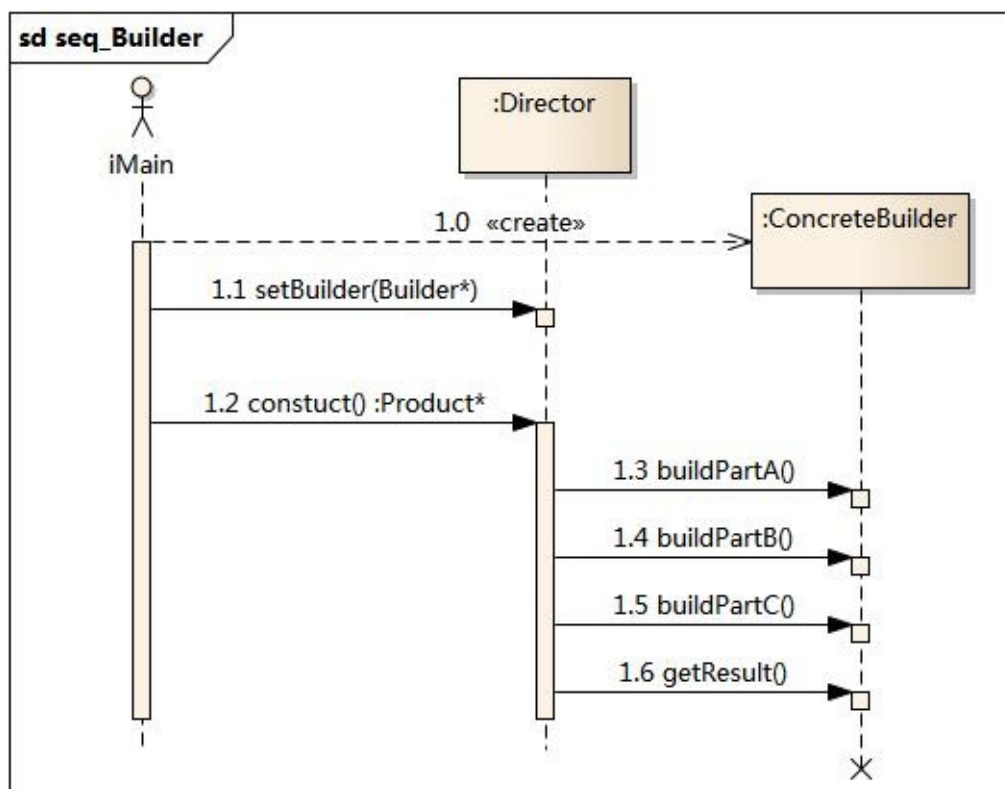 sd seq_Builder
iMain
:Director
:ConcreteBuilder
1.0 «create»
1.1 setBuilder(Builder*)
1.2 constuct() :Product*
1.3 buildPartA()
1.4 buildPartB()
1.5 buildPartC()
1.6 getResult()